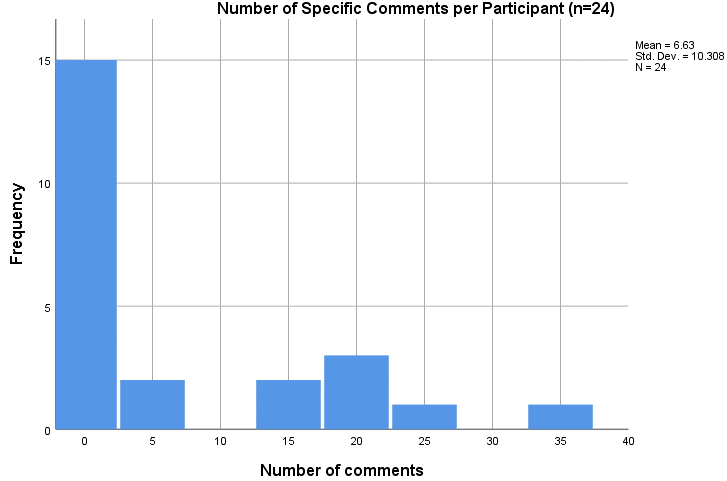 Number of Specific Comments per Participant (n=24)
Mean = 6.63
Std. Dev. = 10.308
N = 24
15
10
5
0
Frequency
0 5 10 15 20 25 30 35 40
Number of comments